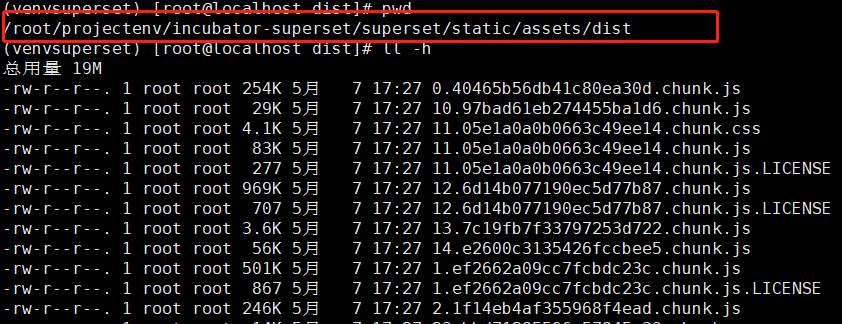 (venvsuperset) [root@localhost dist]# pwd
/root/projectenv/incubator-superset/superset/static/assets/dist
(venvsuperset) [root@localhost dist]# ll -h
总用量 19M
-rw-r--r--. 1 root root 254K 5月   7 17:27 0.40465b56db41c80ea30d.chunk.js
-rw-r--r--. 1 root root  29K 5月   7 17:27 10.97bad61eb274455ba1d6.chunk.js
-rw-r--r--. 1 root root 4.1K 5月   7 17:27 11.05e1a0a0b0663c49ee14.chunk.css
-rw-r--r--. 1 root root  83K 5月   7 17:27 11.05e1a0a0b0663c49ee14.chunk.js
-rw-r--r--. 1 root root  277 5月   7 17:27 11.05e1a0a0b0663c49ee14.chunk.js.LICENSE
-rw-r--r--. 1 root root 969K 5月   7 17:27 12.6d14b077190ec5d77b87.chunk.js
-rw-r--r--. 1 root root  707 5月   7 17:27 12.6d14b077190ec5d77b87.chunk.js.LICENSE
-rw-r--r--. 1 root root 3.6K 5月   7 17:27 13.7c19fb7f33797253d722.chunk.js
-rw-r--r--. 1 root root  56K 5月   7 17:27 14.e2600c3135426fccbee5.chunk.js
-rw-r--r--. 1 root root 501K 5月   7 17:27 1.ef2662a09cc7fcbdc23c.chunk.js
-rw-r--r--. 1 root root  867 5月   7 17:27 1.ef2662a09cc7fcbdc23c.chunk.js.LICENSE
-rw-r--r--. 1 root root 246K 5月   7 17:27 2.1f14eb4af355968f4ead.chunk.js